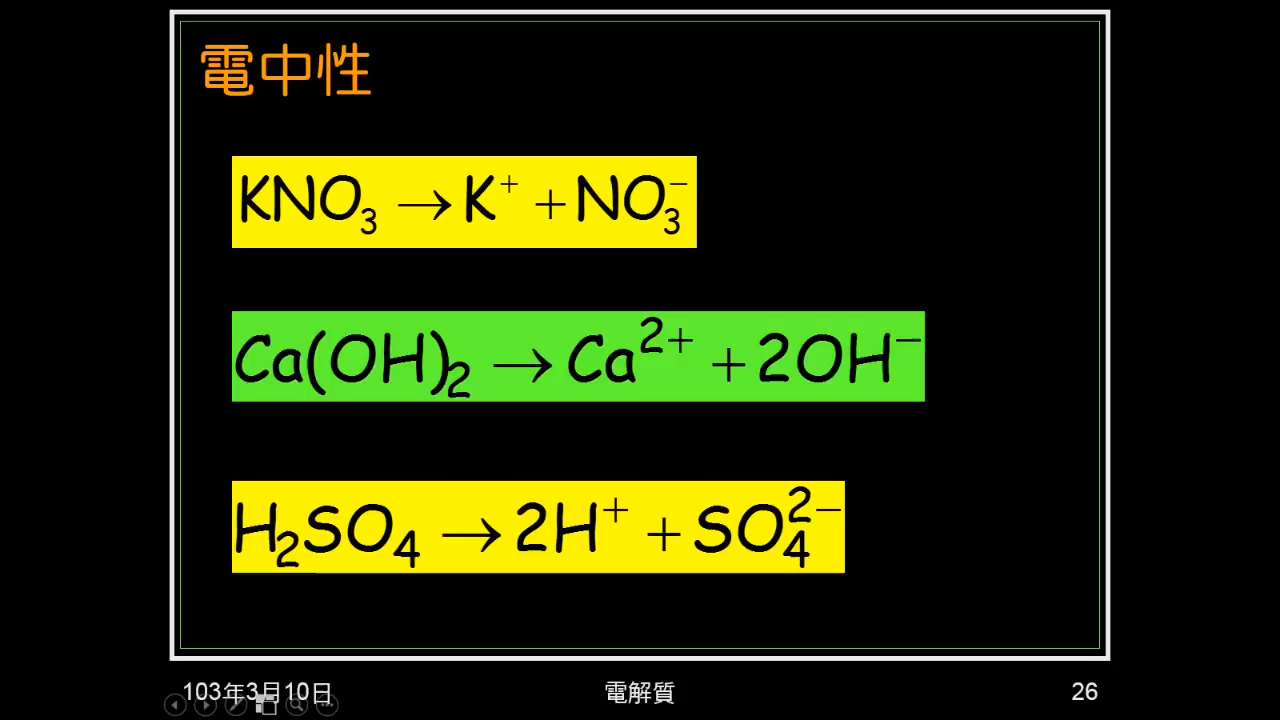 電中性
KNO₃ → K⁺ + NO₃⁻
Ca(OH)₂ → Ca²⁺ + 2OH⁻
H₂SO₄ → 2H⁺ + SO₄²⁻
103年3月10日 電解質 26